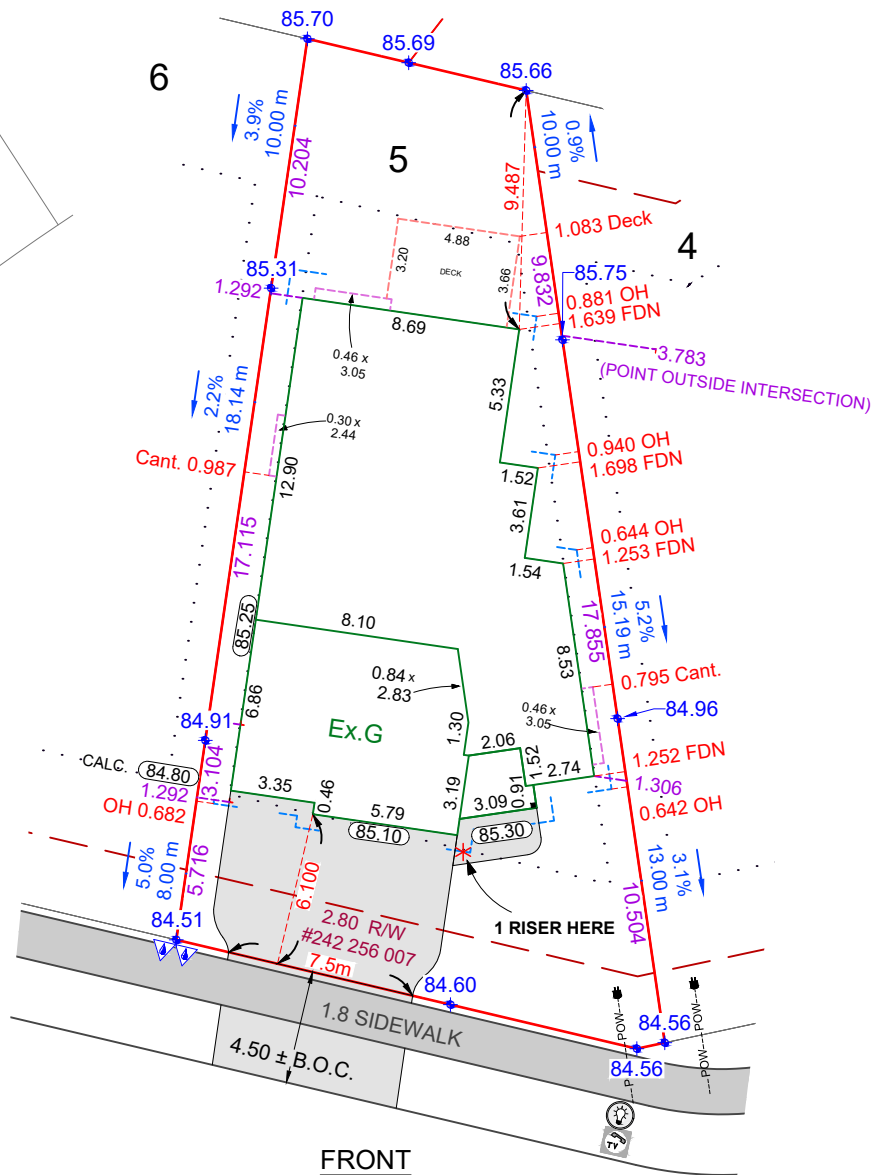 85.70
85.69
85.66
6
5
4
3.9%
10.00 m
10.204
0.9%
10.00 m
9.487
1.083 Deck
4.88
3.20
DECK
3.66
9.832
85.75
85.31
1.292
0.881 OH
1.639 FDN
8.69
0.46 x
3.05
3.783
(POINT OUTSIDE INTERSECTION)
2.2%
18.14 m
5.33
0.30 x
2.44
Cant. 0.987
12.90
0.940 OH
1.698 FDN
1.52
3.61
0.644 OH
1.253 FDN
1.54
17.115
85.25
8.10
17.855
5.2%
15.19 m
8.53
0.84 x
2.83
0.795 Cant.
6.86
Ex.G
1.30
0.46 x
3.05
84.96
84.91
2.06
1.52
2.74
1.252 FDN
1.306
CALC.
84.80
3.104
1.292
OH 0.682
3.35
0.46
5.79
3.19
3.09
0.91
0.642 OH
85.10
85.30
5.0%
8.00 m
5.716
6.100
3.1%
13.00 m
10.504
1 RISER HERE
2.80 R/W
#242 256 007
84.51
7.5m
84.60
1.8 SIDEWALK
84.56
84.56
POW
POW
POW
POW
P
4.50 ± B.O.C.
TV
FRONT